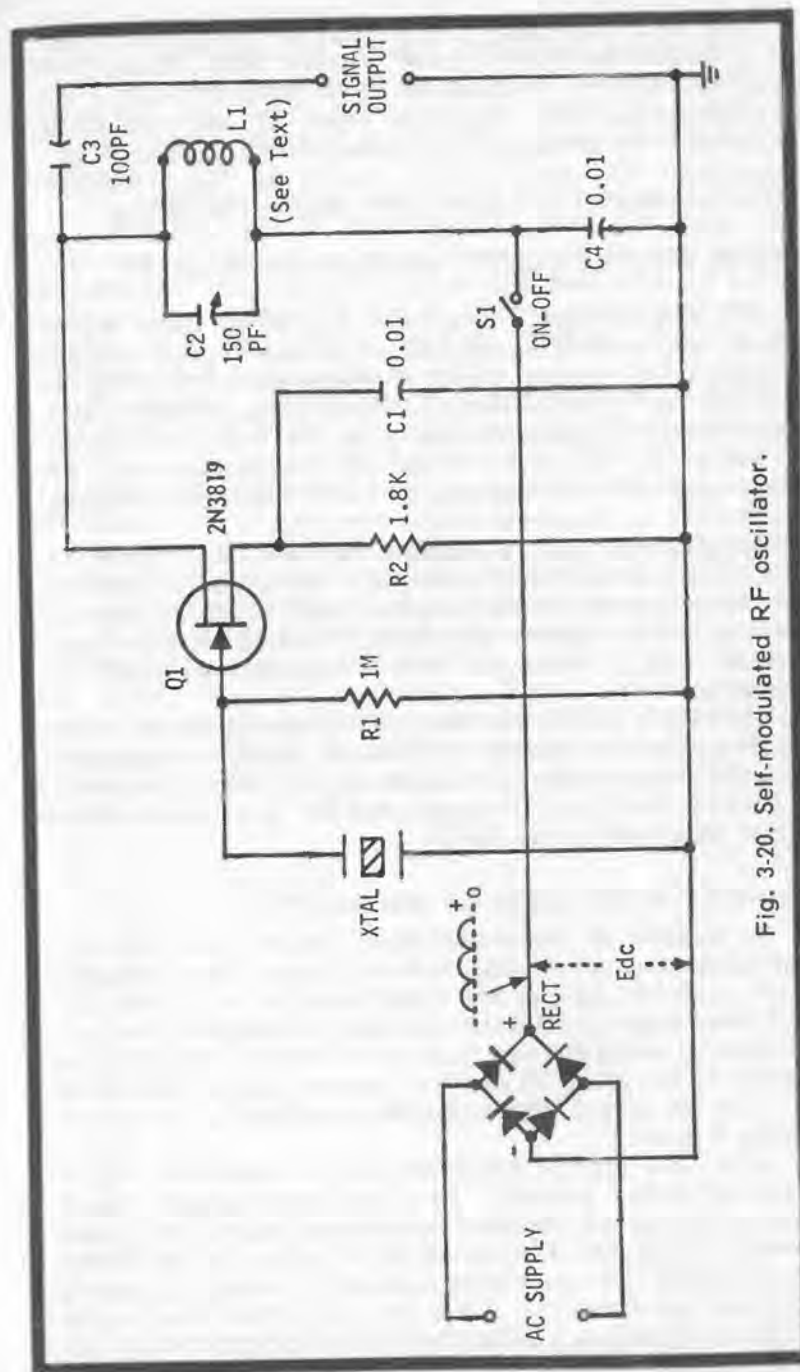 C3
100PF
SIGNAL
OUTPUT
L1
(See Text)
C2
150
PF
2N3819
Q1
S1
ON-OFF
C4
0.01
C1
0.01
R2
1.8K
R1
1M
XTAL
+
0
+
RECT
Edc
-
AC SUPPLY
Fig. 3-20. Self-modulated RF oscillator.